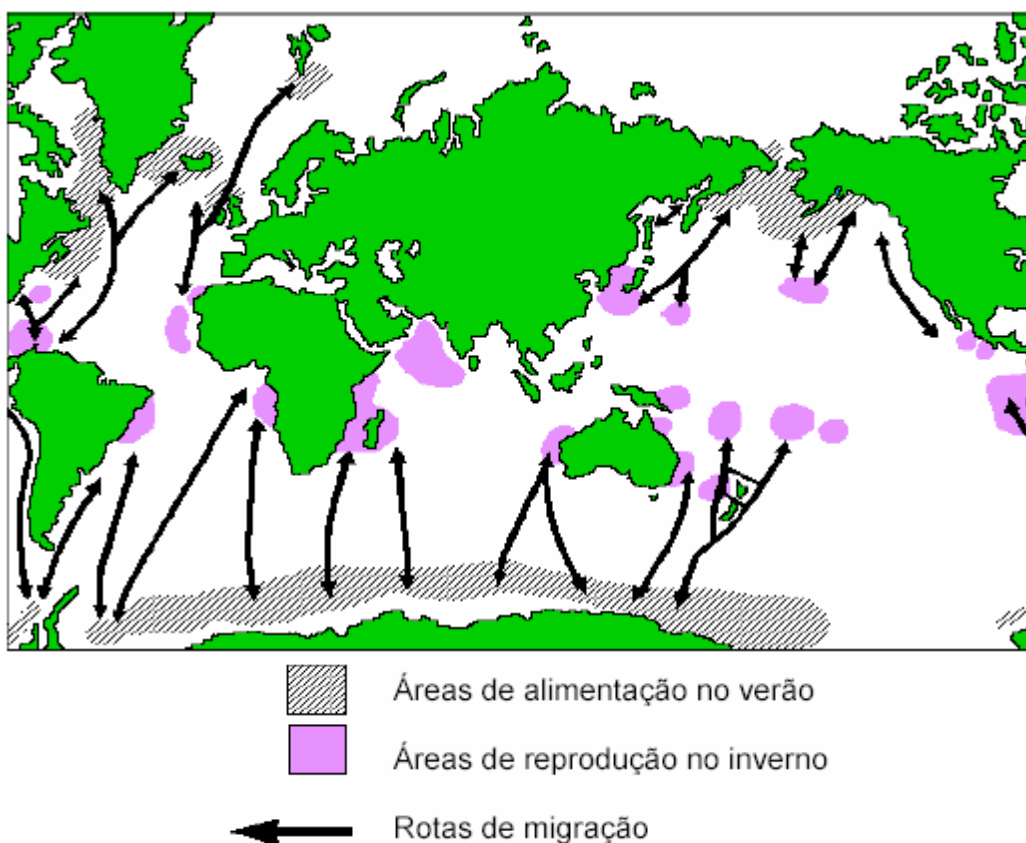 Áreas de alimentação no verão
Áreas de reprodução no inverno
Rotas de migração